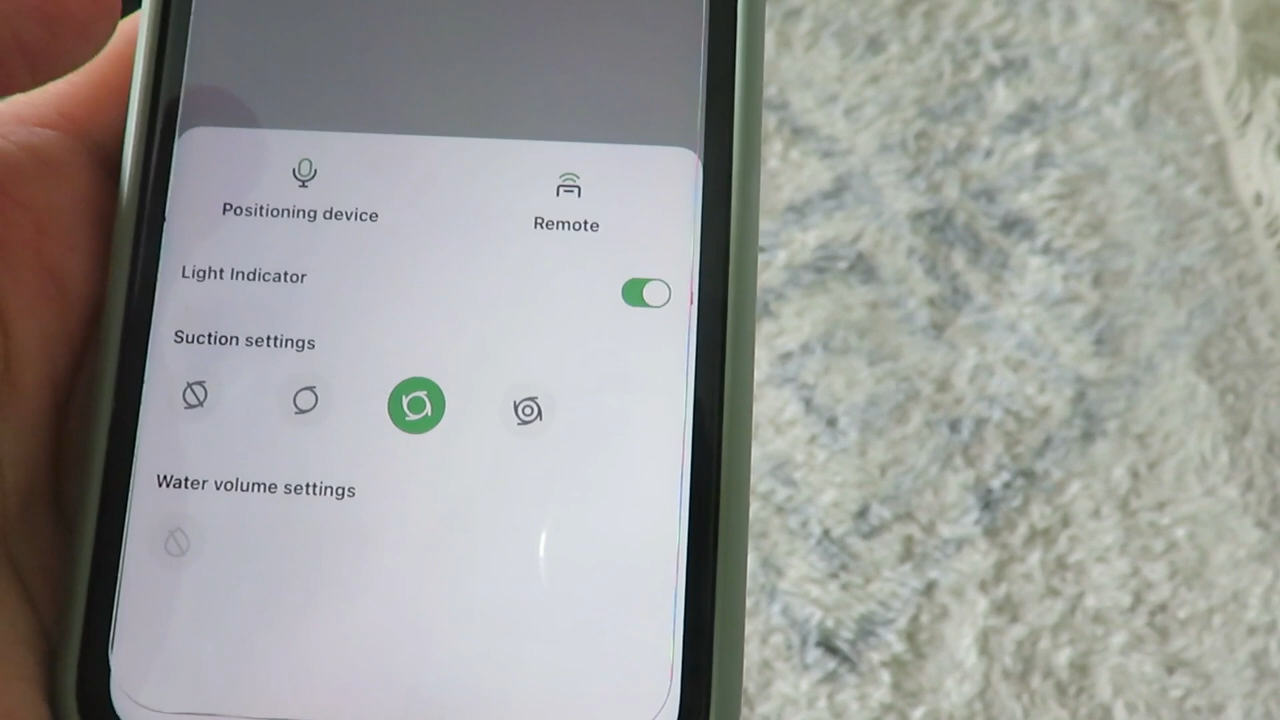 Positioning device
Remote
Light Indicator
Suction settings
Water volume settings